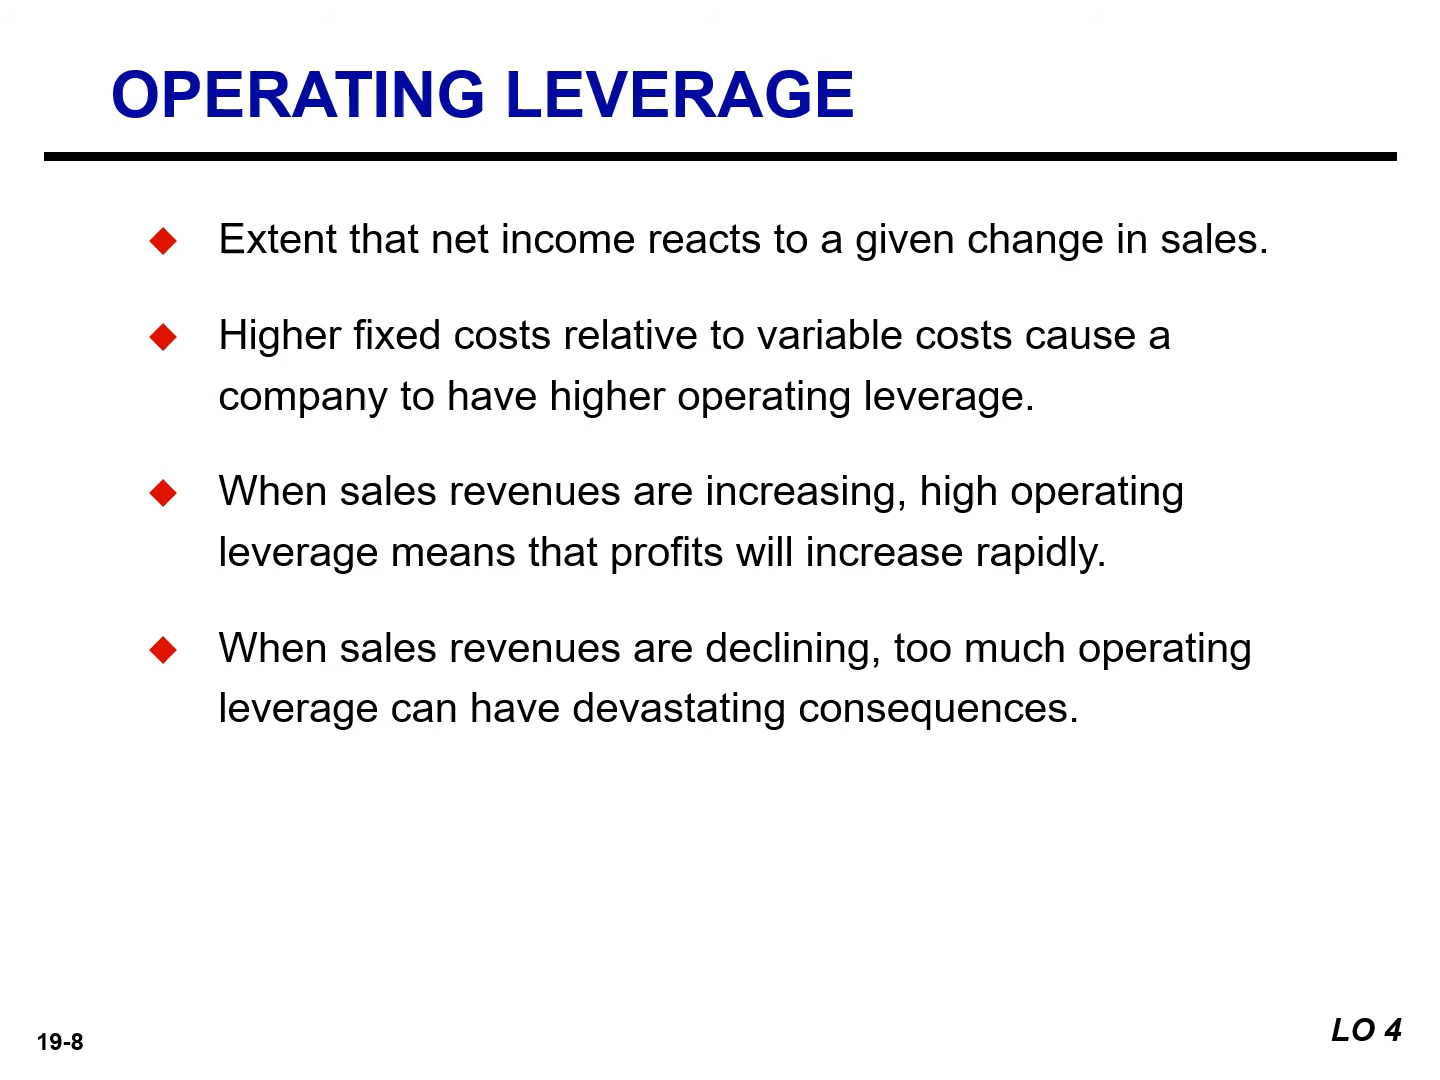 OPERATING LEVERAGE
Extent that net income reacts to a given change in sales.
Higher fixed costs relative to variable costs cause a
company to have higher operating leverage.
When sales revenues are increasing, high operating
leverage means that profits will increase rapidly.
When sales revenues are declining, too much operating
leverage can have devastating consequences.
19-8
LO 4